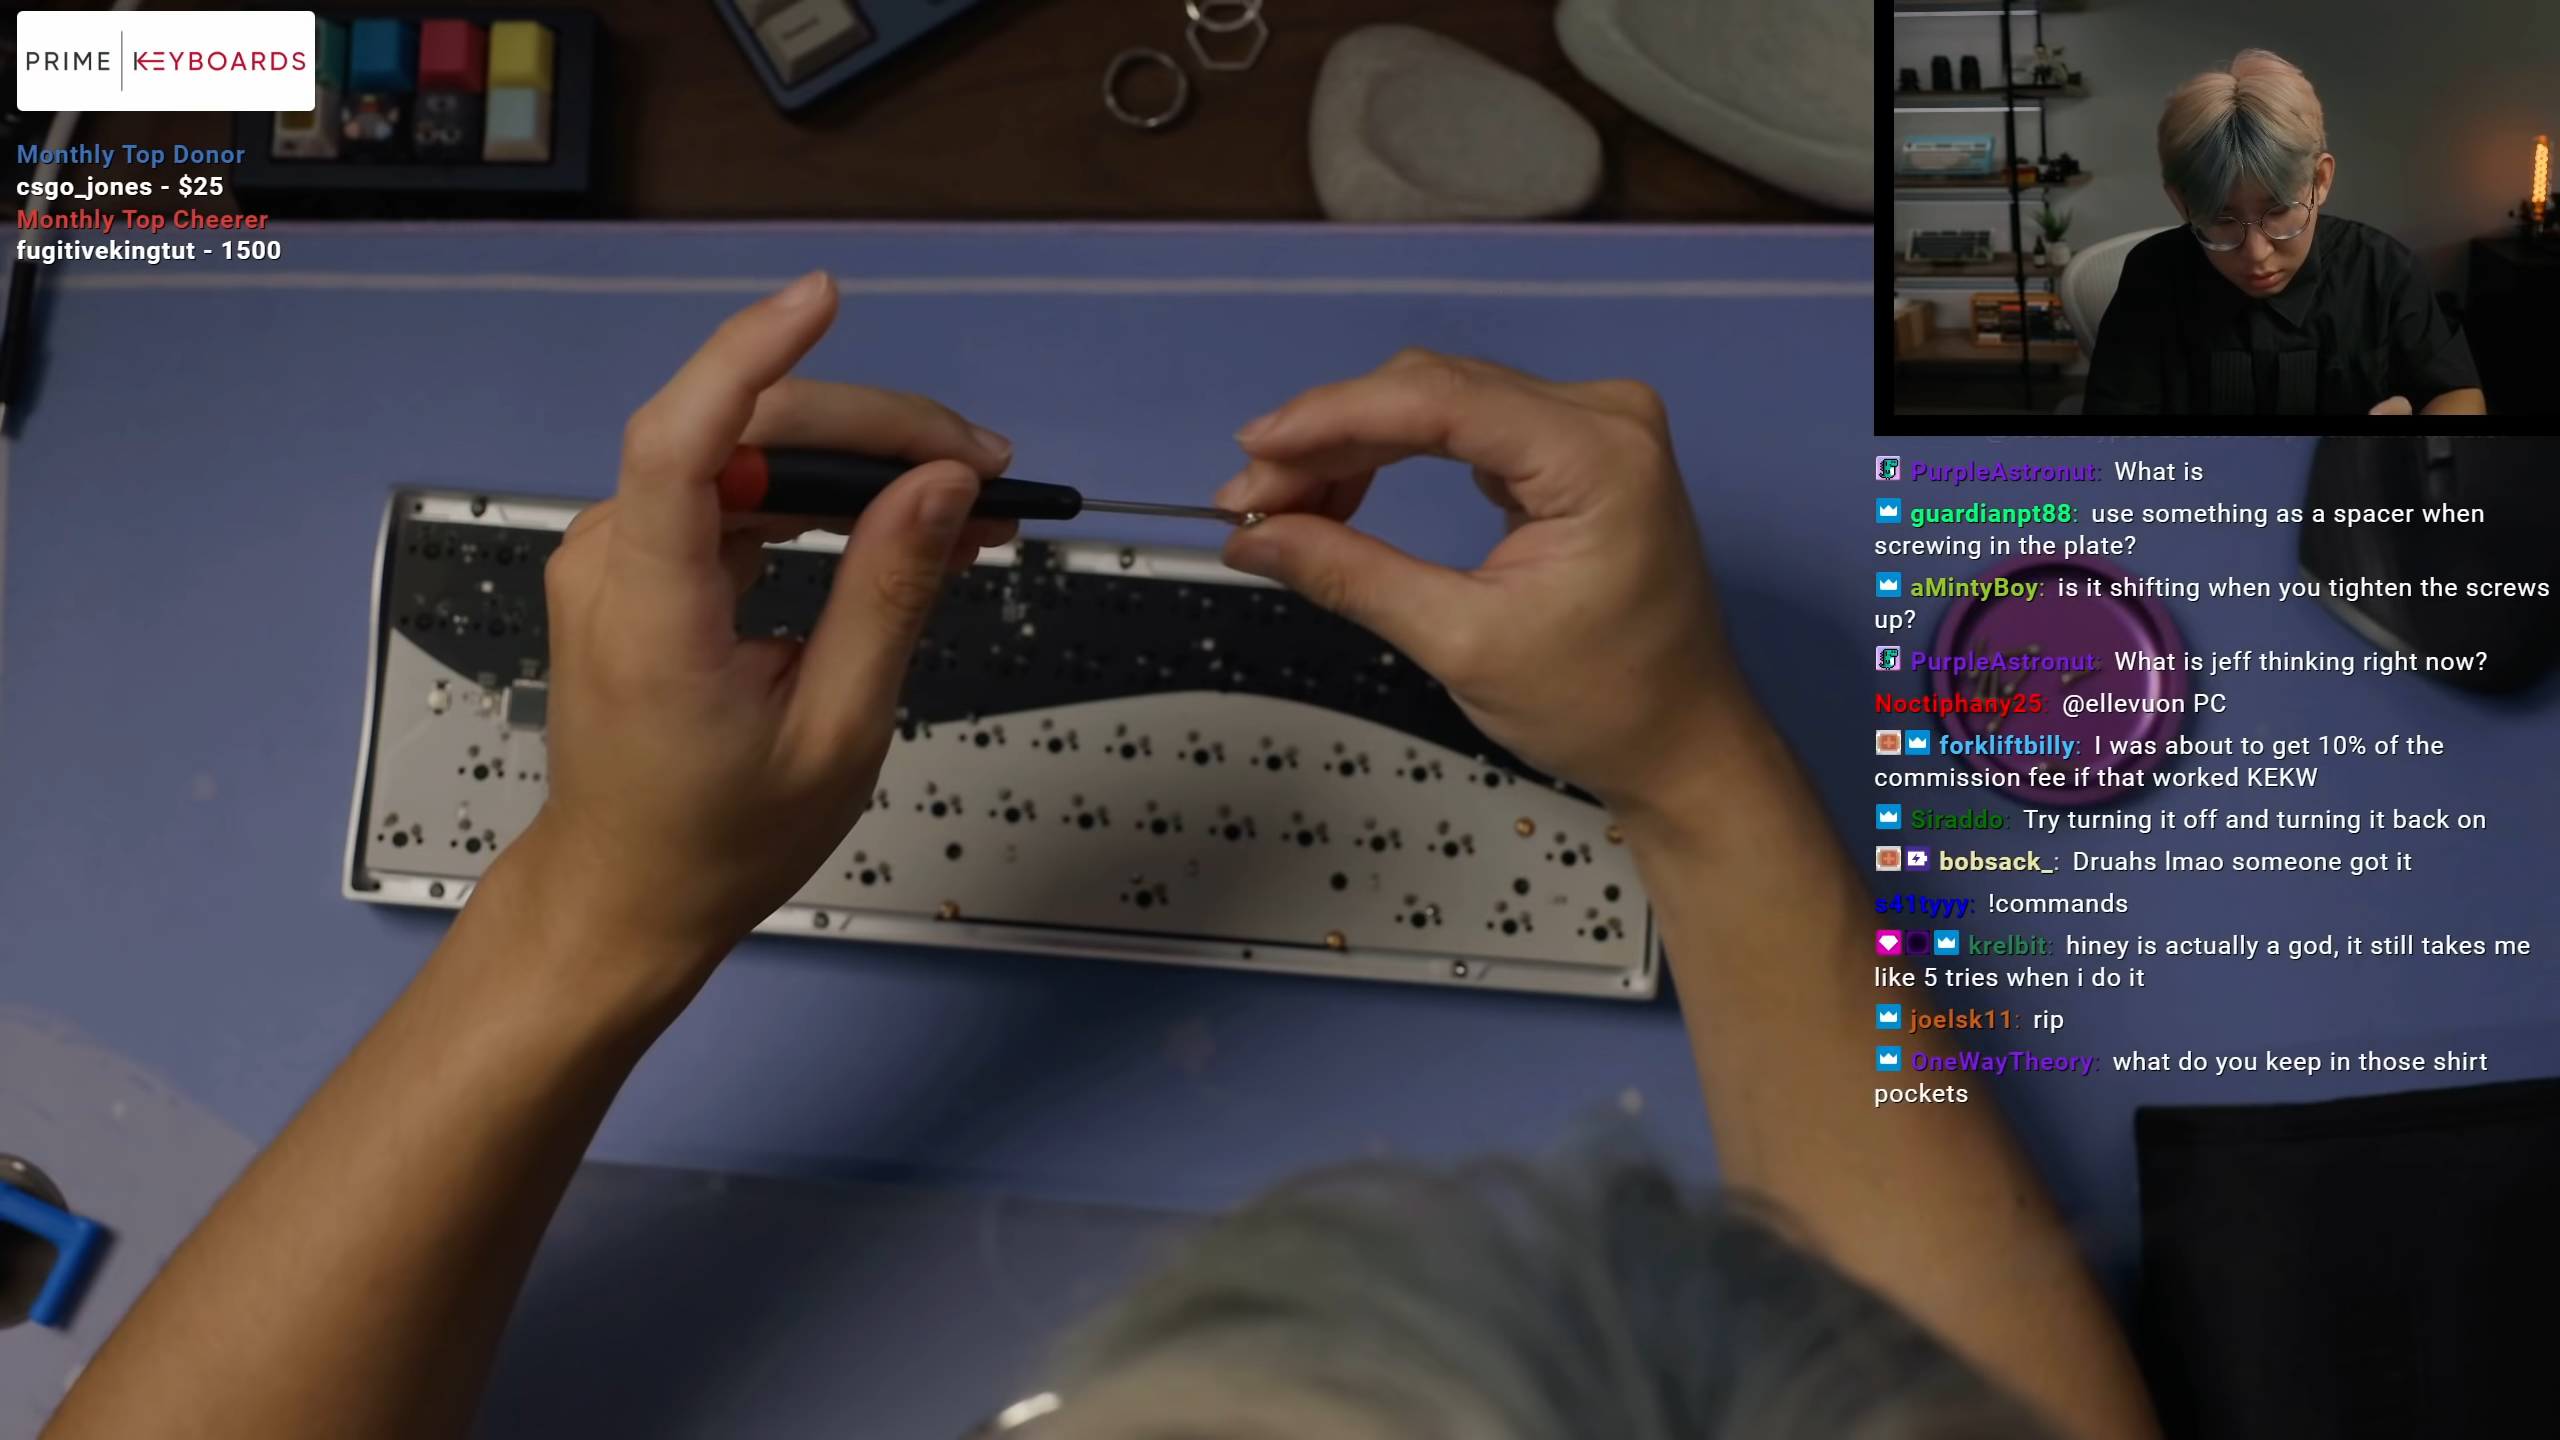 PRIME | KEYBOARDS
Monthly Top Donor
csgo_jones - $25
Monthly Top Cheerer
fugitivekingtut - 1500
PurpleAstronut: What is
guardianpt88: use something as a spacer when
screwing in the plate?
aMintyBoy: is it shifting when you tighten the screws
up?
PurpleAstronut: What is jeff thinking right now?
Noctiphany25: @ellevuon PC
forkliftbilly: I was about to get 10% of the
commission fee if that worked KEKW
Siraddo: Try turning it off and turning it back on
bobsack_: Druahs lmao someone got it
s41tyyy: !commands
krelbit: hiney is actually a god, it still takes me
like 5 tries when i do it
joelsk11: rip
OneWayTheory: what do you keep in those shirt
pockets